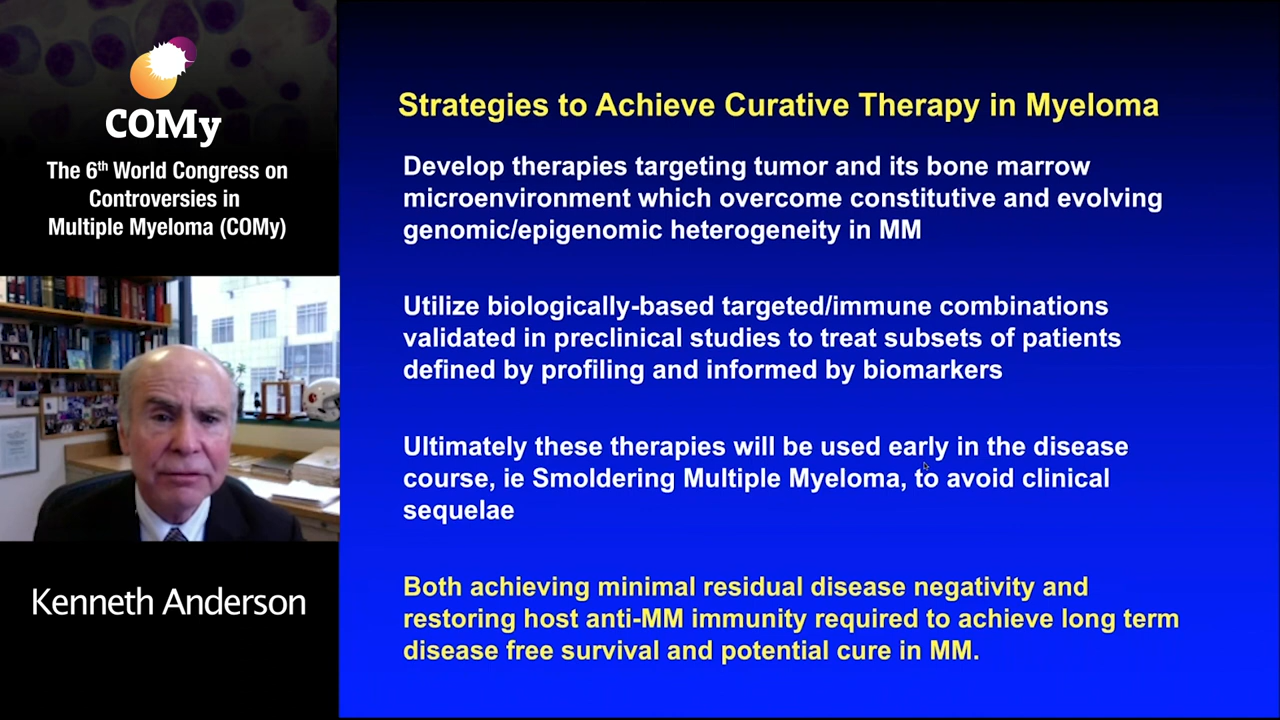 COMy
The 6th World Congress on
Controversies in
Multiple Myeloma (COMy)
Kenneth Anderson
Strategies to Achieve Curative Therapy in Myeloma
Develop therapies targeting tumor and its bone marrow
microenvironment which overcome constitutive and evolving
genomic/epigenomic heterogeneity in MM
Utilize biologically-based targeted/immune combinations
validated in preclinical studies to treat subsets of patients
defined by profiling and informed by biomarkers
Ultimately these therapies will be used early in the disease
course, ie Smoldering Multiple Myeloma, to avoid clinical
sequelae
Both achieving minimal residual disease negativity and
restoring host anti-MM immunity required to achieve long term
disease free survival and potential cure in MM.